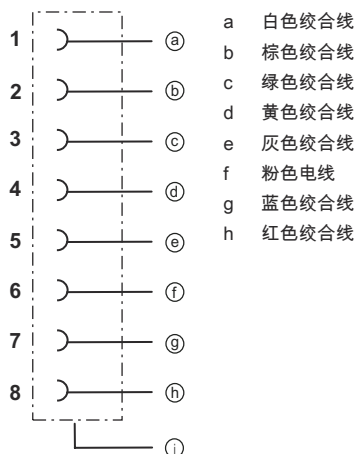 1 ⓐ
2 ⓑ
3 ⓒ
4 ⓓ
5 ⓔ
6 ⓕ
7 ⓖ
8 ⓗ
ⓘ
a 白色绞合线
b 棕色绞合线
c 绿色绞合线
d 黄色绞合线
e 灰色绞合线
f 粉色电线
g 蓝色绞合线
h 红色绞合线